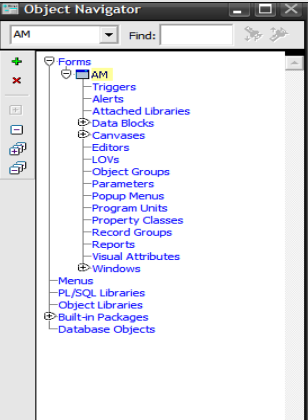 Object Navigator
AM
Find:
Forms
AM
Triggers
Alerts
Attached Libraries
Data Blocks
Canvases
Editors
LOVs
Object Groups
Parameters
Popup Menus
Program Units
Property Classes
Record Groups
Reports
Visual Attributes
Windows
Menus
PL/SQL Libraries
Object Libraries
Built-in Packages
Database Objects